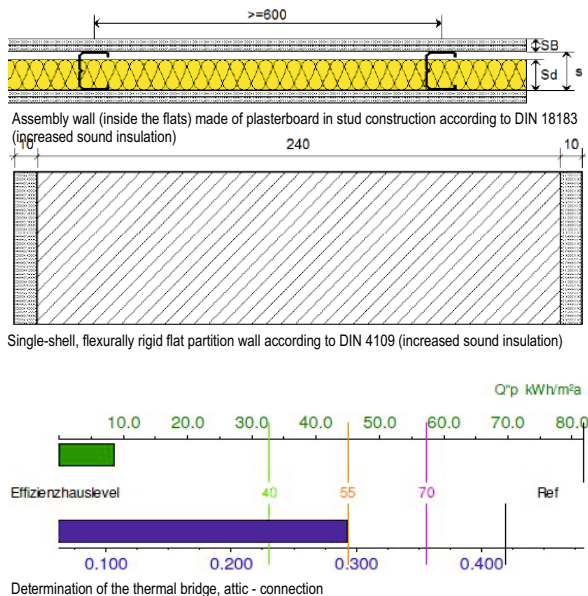 >=600
SB
Sd
s
Assembly wall (inside the flats) made of plasterboard in stud construction according to DIN 18183
(increased sound insulation)
10 240 10
Single-shell, flexurally rigid flat partition wall according to DIN 4109 (increased sound insulation)
Q"p kWh/m²a
10.0 20.0 30.0 40.0 50.0 60.0 70.0 80.0
Effizienzhauslevel 40 55 70 Ref
0.100 0.200 0.300 0.400
Determination of the thermal bridge, attic - connection